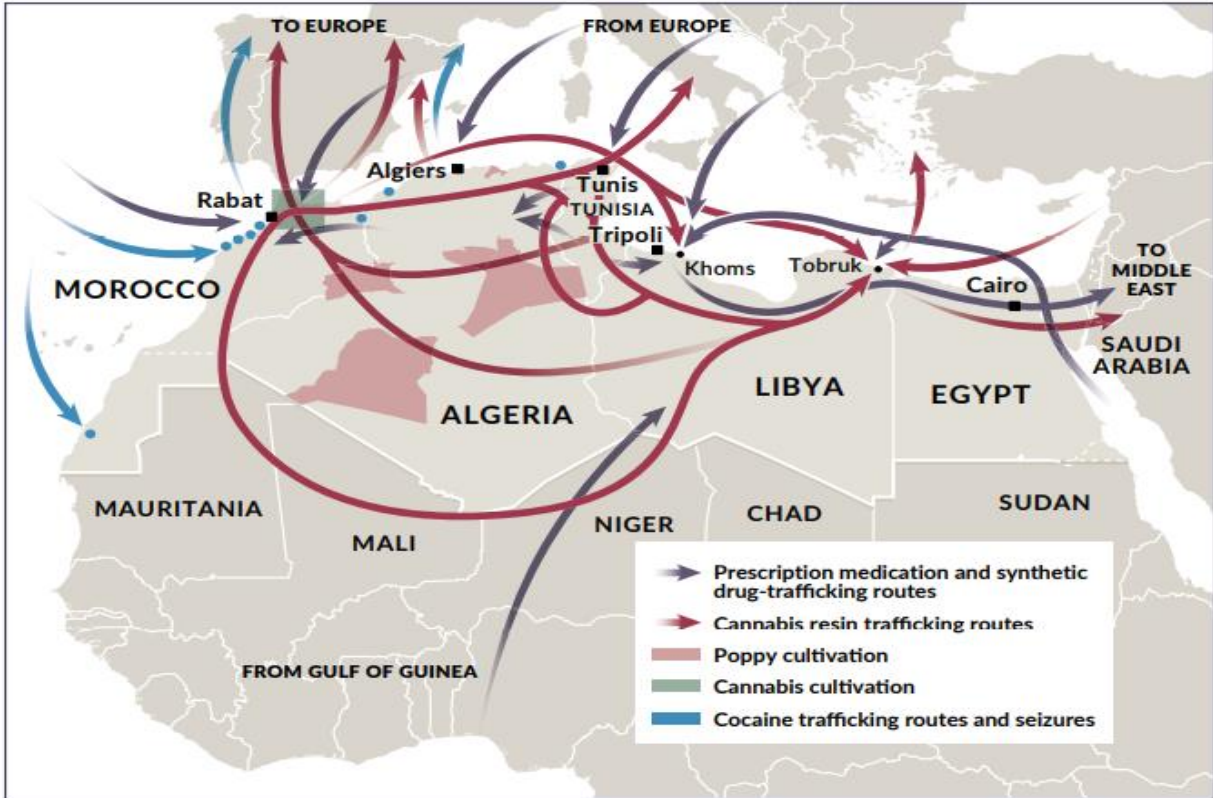 TO EUROPE
FROM EUROPE
Algiers
Rabat
Tunis
TUNISIA
Tripoli
Khoms
Tobruk
Cairo
TO
MIDDLE
EAST
MOROCCO
SAUDI
ARABIA
ALGERIA
LIBYA
EGYPT
MAURITANIA
MALI
NIGER
CHAD
SUDAN
FROM GULF OF GUINEA
Prescription medication and synthetic
drug-trafficking routes
Cannabis resin trafficking routes
Poppy cultivation
Cannabis cultivation
Cocaine trafficking routes and seizures